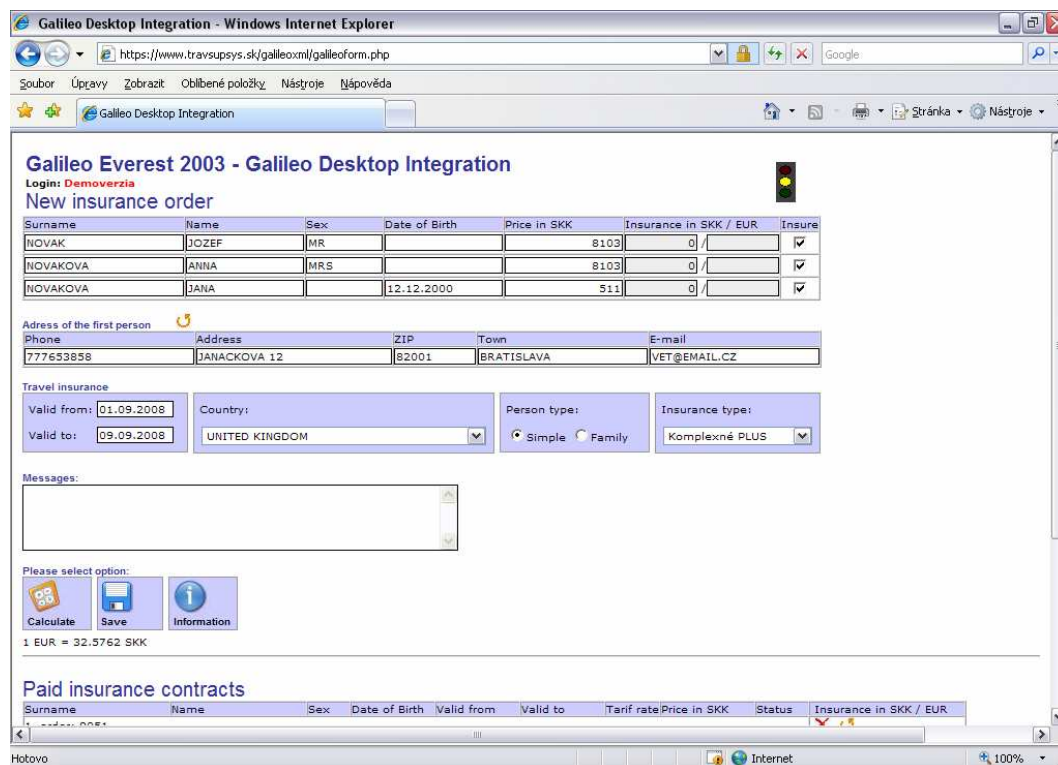 Galileo Desktop Integration - Windows Internet Explorer
https://www.travsupsys.sk/galileoxml/galileoform.php Google
Soubor Úpravy Zobrazit Oblíbené položky Nástroje Nápověda
Galileo Desktop Integration Stránka Nástroje
Galileo Everest 2003 - Galileo Desktop Integration
Login: Demoverzia
New insurance order
Surname Name Sex Date of Birth Price in SKK Insurance in SKK / EUR Insure
NOVAK JOZEF MR 8103 0 /
NOVAKOVA ANNA MRS 8103 0 /
NOVAKOVA JANA 12.12.2000 511 0 /
Adress of the first person
Phone Address ZIP Town E-mail
777653858 JANACKOVA 12 82001 BRATISLAVA VET@EMAIL.CZ
Travel insurance
Valid from: 01.09.2008 Country: Person type: Insurance type:
Valid to: 09.09.2008 UNITED KINGDOM Simple Family Komplexné PLUS
Messages:
Please select option:
Calculate Save Information
1 EUR = 32.5762 SKK
Paid insurance contracts
Surname Name Sex Date of Birth Valid from Valid to Tarif rate Price in SKK Status Insurance in SKK / EUR
Hotovo Internet 100%